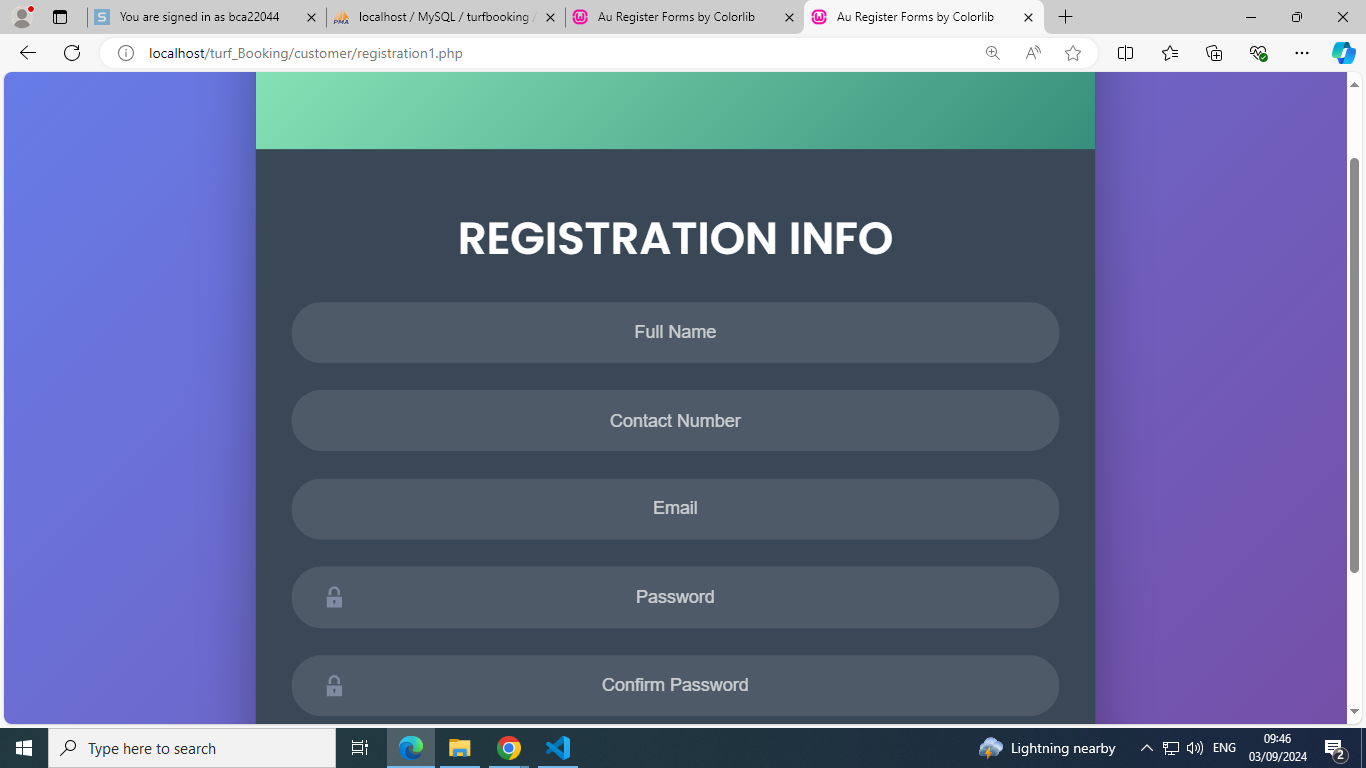 You are signed in as bca22044
localhost / MySQL / turfbooking /
Au Register Forms by Colorlib
Au Register Forms by Colorlib
localhost/turf_Booking/customer/registration1.php
REGISTRATION INFO
Full Name
Contact Number
Email
Password
Confirm Password
Type here to search
Lightning nearby
ENG
09:46
03/09/2024
2